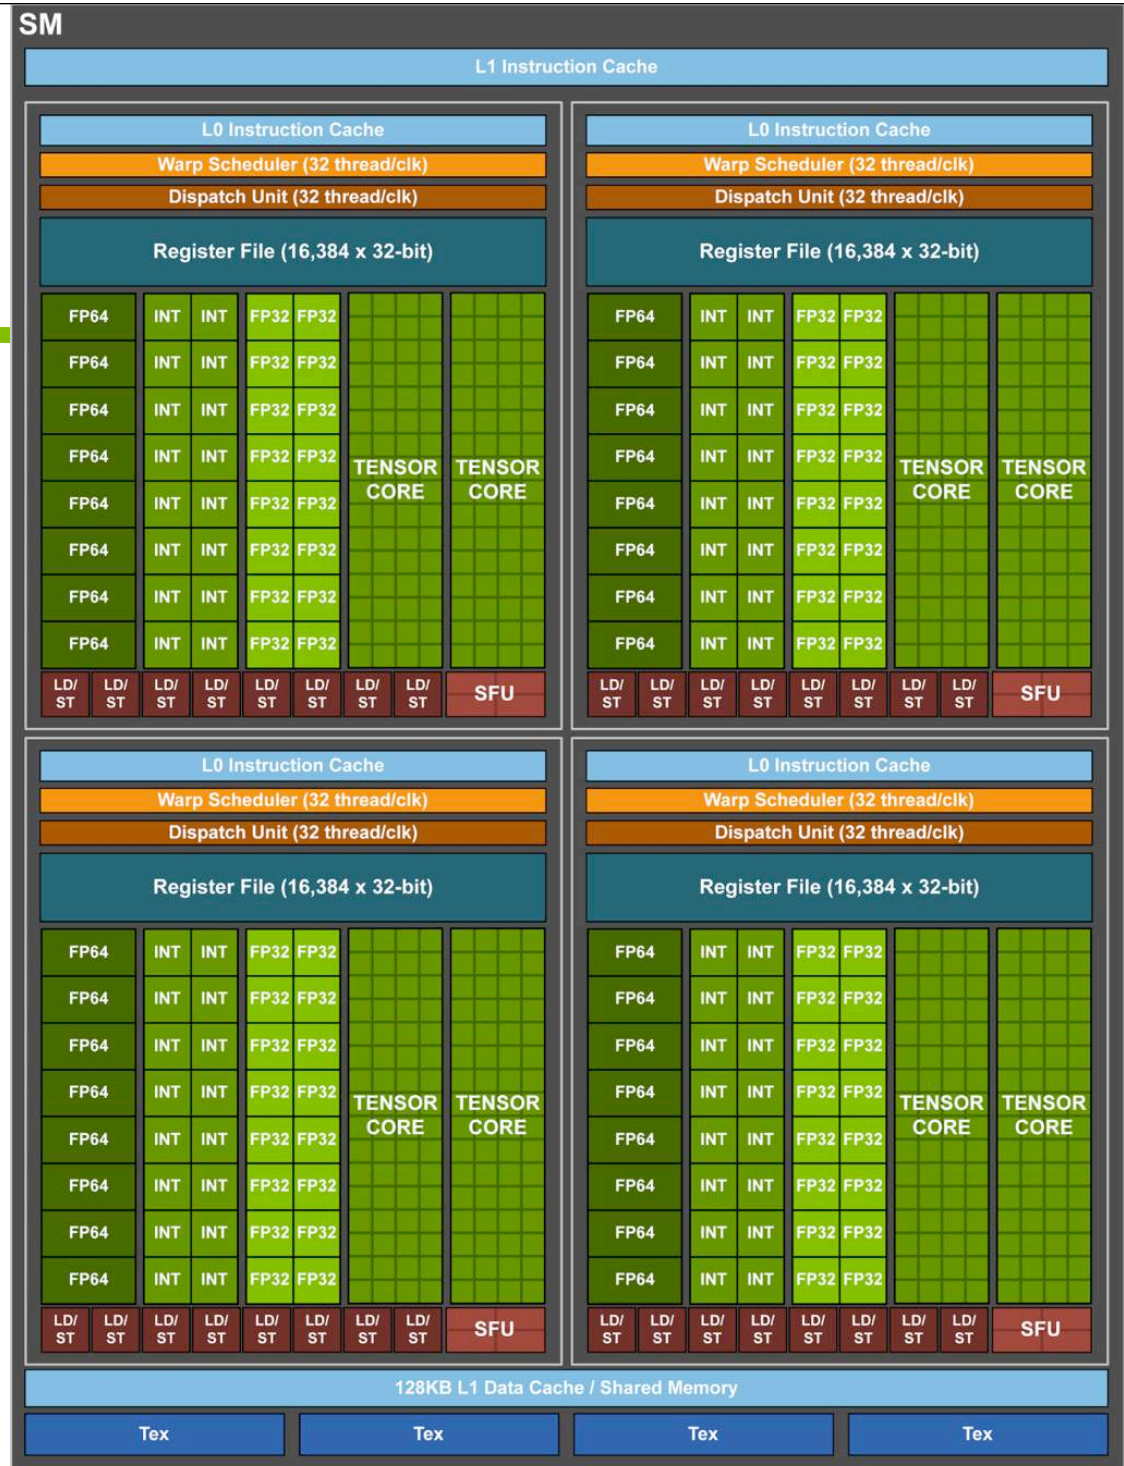 SM
L1 Instruction Cache
L0 Instruction Cache L0 Instruction Cache
Warp Scheduler (32 thread/clk) Warp Scheduler (32 thread/clk)
Dispatch Unit (32 thread/clk) Dispatch Unit (32 thread/clk)
Register File (16,384 x 32-bit) Register File (16,384 x 32-bit)
FP64 INT INT FP32 FP32 FP64 INT INT FP32 FP32
FP64 INT INT FP32 FP32 FP64 INT INT FP32 FP32
FP64 INT INT FP32 FP32 FP64 INT INT FP32 FP32
FP64 INT INT FP32 FP32 FP64 INT INT FP32 FP32
TENSOR TENSOR TENSOR TENSOR
CORE CORE CORE CORE
FP64 INT INT FP32 FP32 FP64 INT INT FP32 FP32
FP64 INT INT FP32 FP32 FP64 INT INT FP32 FP32
FP64 INT INT FP32 FP32 FP64 INT INT FP32 FP32
FP64 INT INT FP32 FP32 FP64 INT INT FP32 FP32
LD/ LD/ LD/ LD/ LD/ LD/ LD/ LD/ SFU LD/ LD/ LD/ LD/ LD/ LD/ LD/ LD/ SFU
ST ST ST ST ST ST ST ST ST ST ST ST ST ST ST ST
L0 Instruction Cache L0 Instruction Cache
Warp Scheduler (32 thread/clk) Warp Scheduler (32 thread/clk)
Dispatch Unit (32 thread/clk) Dispatch Unit (32 thread/clk)
Register File (16,384 x 32-bit) Register File (16,384 x 32-bit)
FP64 INT INT FP32 FP32 FP64 INT INT FP32 FP32
FP64 INT INT FP32 FP32 FP64 INT INT FP32 FP32
FP64 INT INT FP32 FP32 FP64 INT INT FP32 FP32
FP64 INT INT FP32 FP32 FP64 INT INT FP32 FP32
TENSOR TENSOR TENSOR TENSOR
CORE CORE CORE CORE
FP64 INT INT FP32 FP32 FP64 INT INT FP32 FP32
FP64 INT INT FP32 FP32 FP64 INT INT FP32 FP32
FP64 INT INT FP32 FP32 FP64 INT INT FP32 FP32
FP64 INT INT FP32 FP32 FP64 INT INT FP32 FP32
LD/ LD/ LD/ LD/ LD/ LD/ LD/ LD/ SFU LD/ LD/ LD/ LD/ LD/ LD/ LD/ LD/ SFU
ST ST ST ST ST ST ST ST ST ST ST ST ST ST ST ST
128KB L1 Data Cache / Shared Memory
Tex Tex Tex Tex